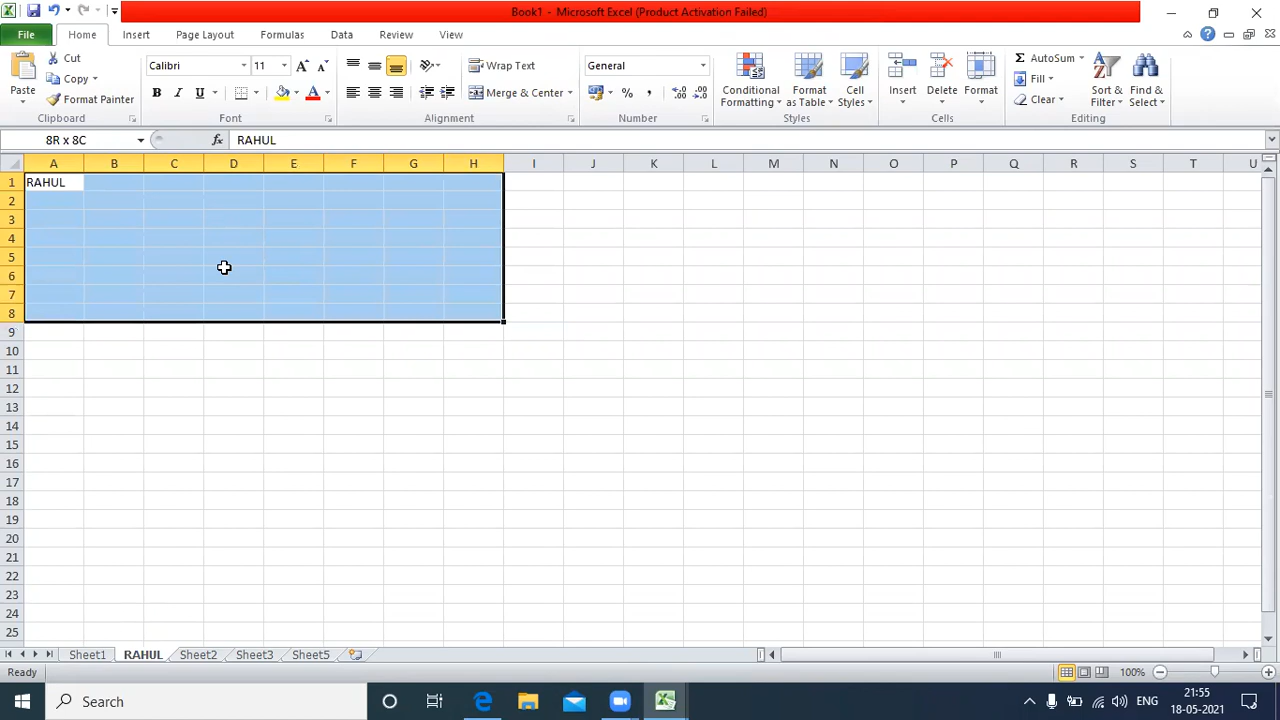 Book1 - Microsoft Excel (Product Activation Failed)
File Home Insert Page Layout Formulas Data Review View
Paste
Cut
Copy
Format Painter
Clipboard
Calibri 11
B I U A
Font
Wrap Text
Merge & Center
Alignment
General
% ,
Number
Conditional Formatting
Format as Table
Cell Styles
Styles
Insert Delete Format
Cells
Σ AutoSum
Fill
Clear
Sort & Filter
Find & Select
Editing
8R x 8C fx RAHUL
A B C D E F G H I J K L M N O P Q R S T U
1 RAHUL
2
3
4
5
6
7
8
9
10
11
12
13
14
15
16
17
18
19
20
21
22
23
24
25
Sheet1 RAHUL Sheet2 Sheet3 Sheet5
Ready 100%
Search
ENG
21:55
18-05-2021